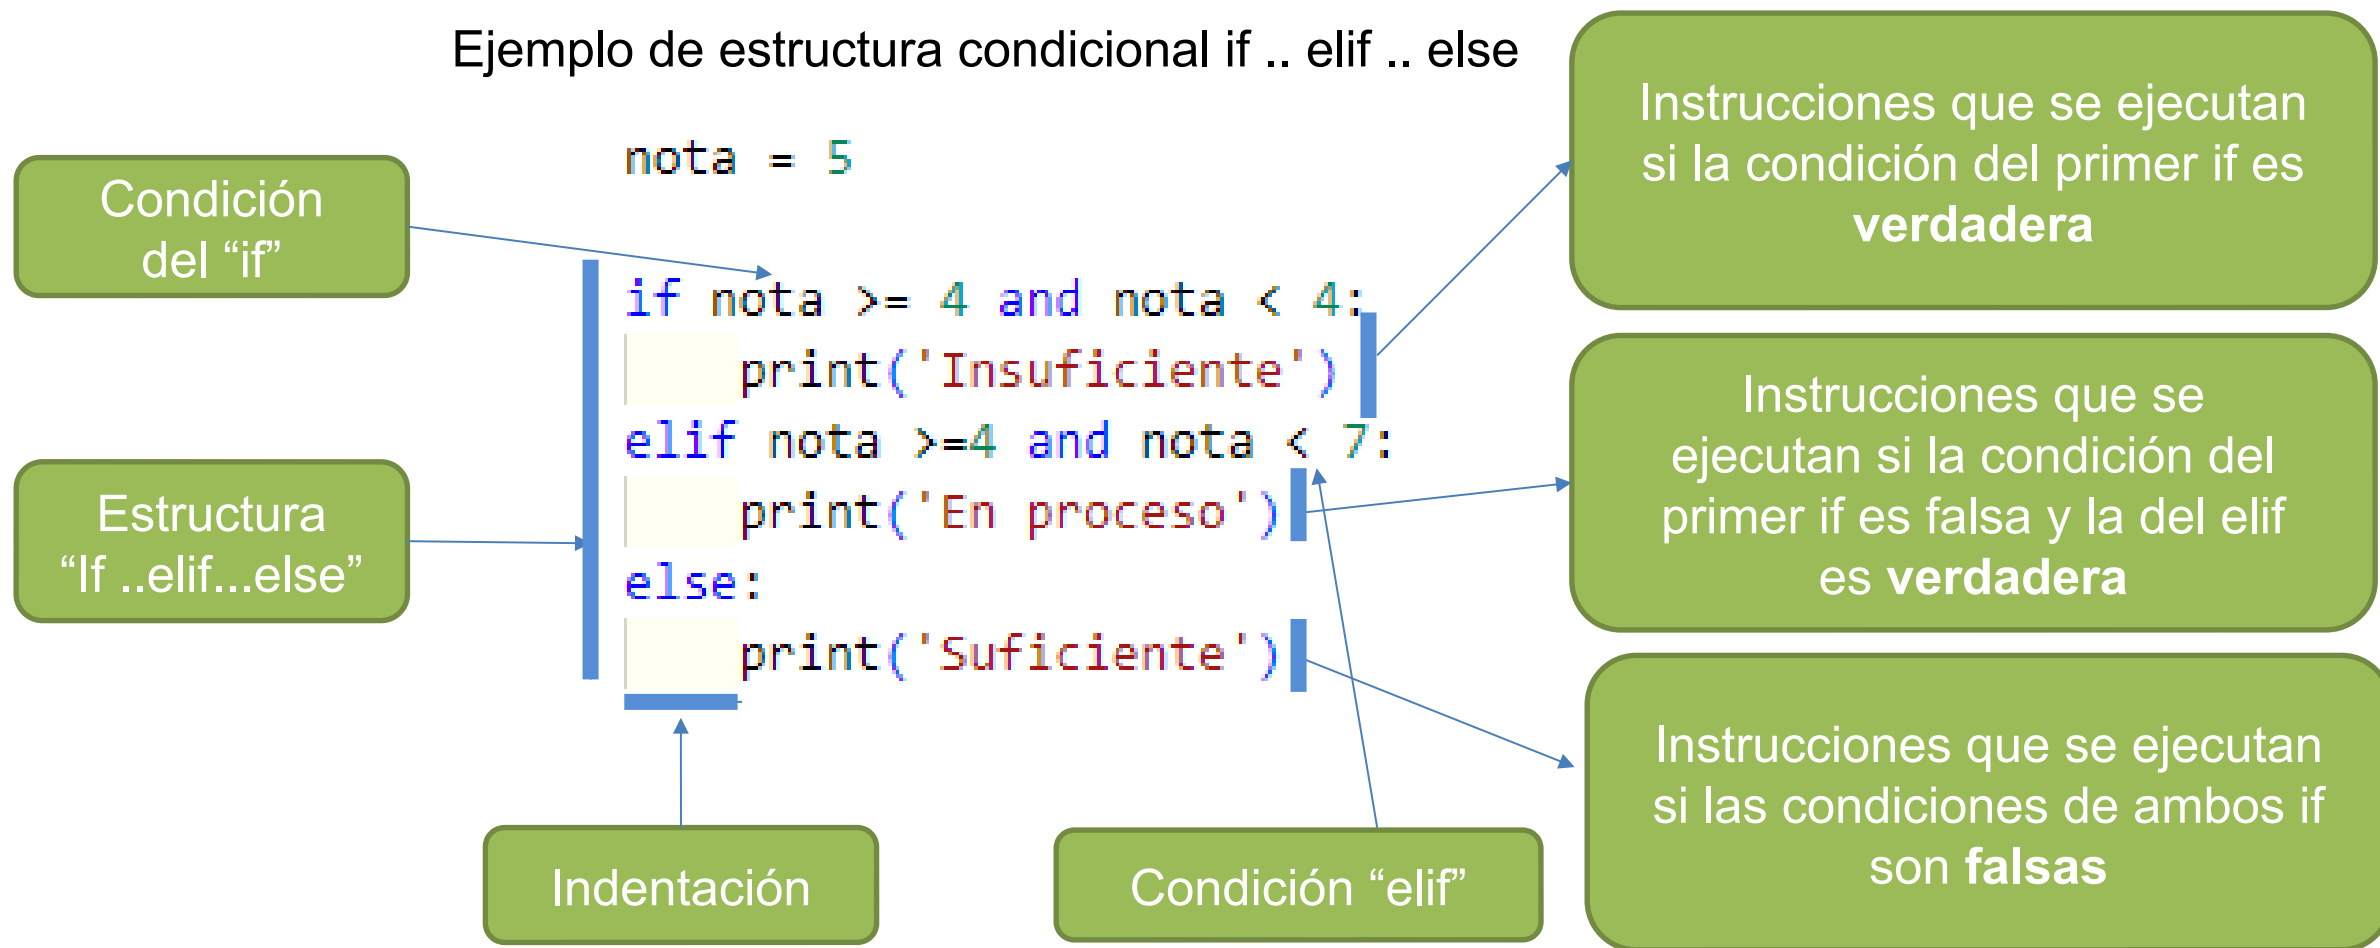 Ejemplo de estructura condicional if .. elif .. else
nota = 5
Condición
del “if”
if nota >= 4 and nota < 4:
    print('Insuficiente')
elif nota >=4 and nota < 7:
    print('En proceso')
else:
    print('Suficiente')
Estructura
“If ..elif...else”
Indentación
Condición “elif”
Instrucciones que se ejecutan
si la condición del primer if es
verdadera
Instrucciones que se
ejecutan si la condición del
primer if es falsa y la del elif
es verdadera
Instrucciones que se ejecutan
si las condiciones de ambos if
son falsas